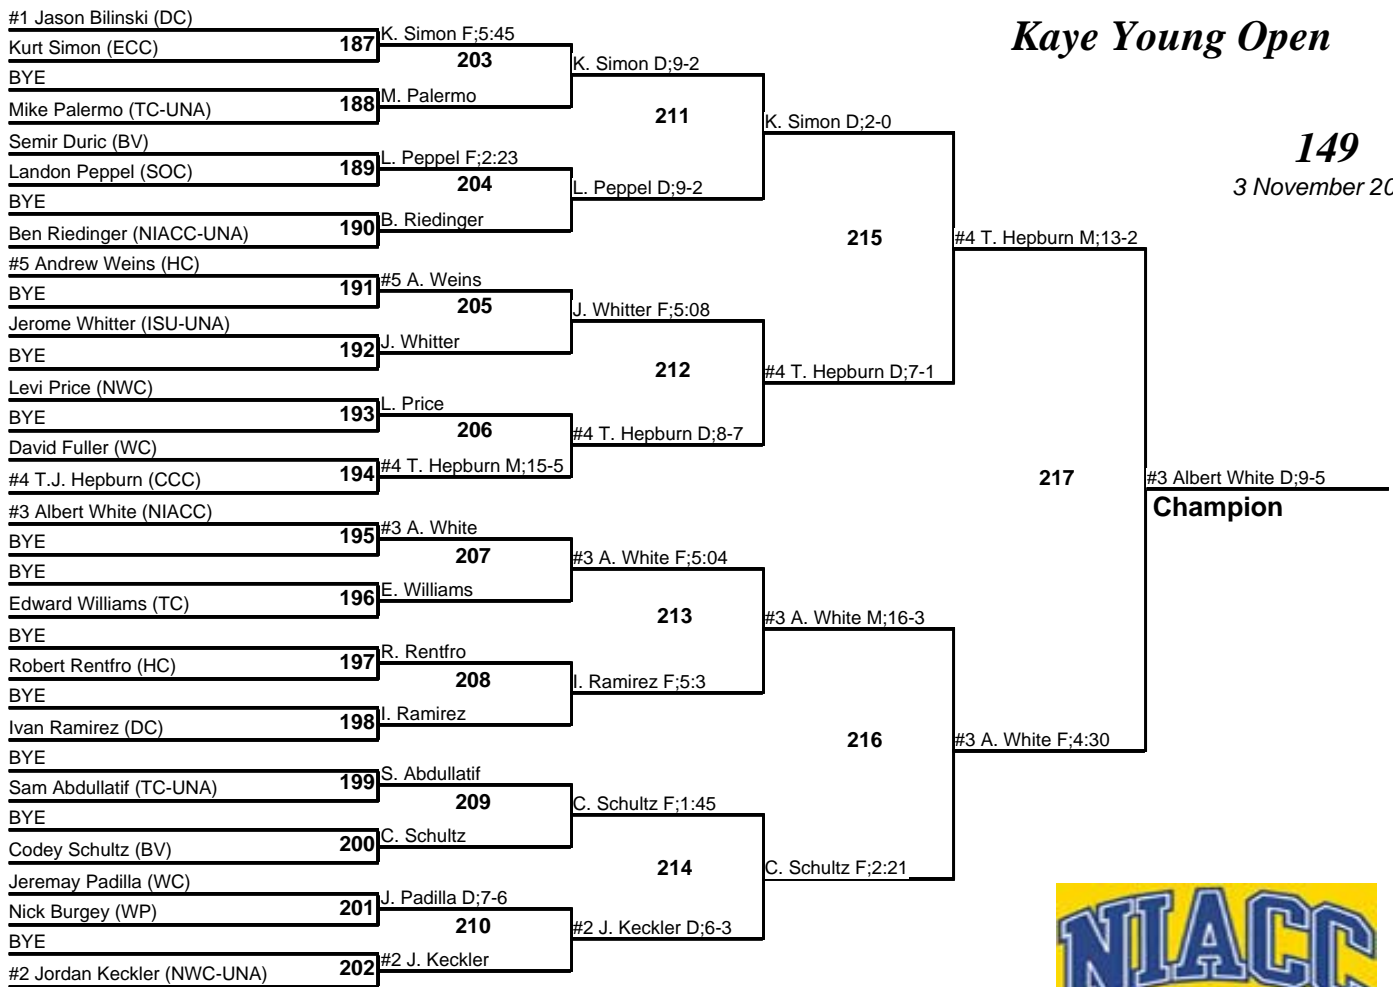 Kaye Young Open
149
3 November 20
#1 Jason Bilinski (DC)
187
Kurt Simon (ECC)
BYE
188
Mike Palermo (TC-UNA)
Semir Duric (BV)
189
Landon Peppel (SOC)
BYE
190
Ben Riedinger (NIACC-UNA)
#5 Andrew Weins (HC)
191
BYE
Jerome Whitter (ISU-UNA)
192
BYE
Levi Price (NWC)
193
BYE
David Fuller (WC)
194
#4 T.J. Hepburn (CCC)
#3 Albert White (NIACC)
195
BYE
BYE
196
Edward Williams (TC)
BYE
197
Robert Rentfro (HC)
BYE
198
Ivan Ramirez (DC)
BYE
199
Sam Abdullatif (TC-UNA)
BYE
200
Codey Schultz (BV)
Jeremay Padilla (WC)
201
Nick Burgey (WP)
BYE
202
#2 Jordan Keckler (NWC-UNA)
K. Simon F;5:45
203
M. Palermo
L. Peppel F;2:23
204
B. Riedinger
#5 A. Weins
205
J. Whitter
L. Price
206
#4 T. Hepburn M;15-5
#3 A. White
207
E. Williams
R. Rentfro
208
I. Ramirez
S. Abdullatif
209
C. Schultz
J. Padilla D;7-6
210
#2 J. Keckler
K. Simon D;9-2
211
L. Peppel D;9-2
J. Whitter F;5:08
212
#4 T. Hepburn D;8-7
#3 A. White F;5:04
213
I. Ramirez F;5:3
C. Schultz F;1:45
214
#2 J. Keckler D;6-3
K. Simon D;2-0
215
#4 T. Hepburn D;7-1
#3 A. White M;16-3
216
C. Schultz F;2:21
#4 T. Hepburn M;13-2
217
#3 A. White F;4:30
#3 Albert White D;9-5
Champion
NIACC